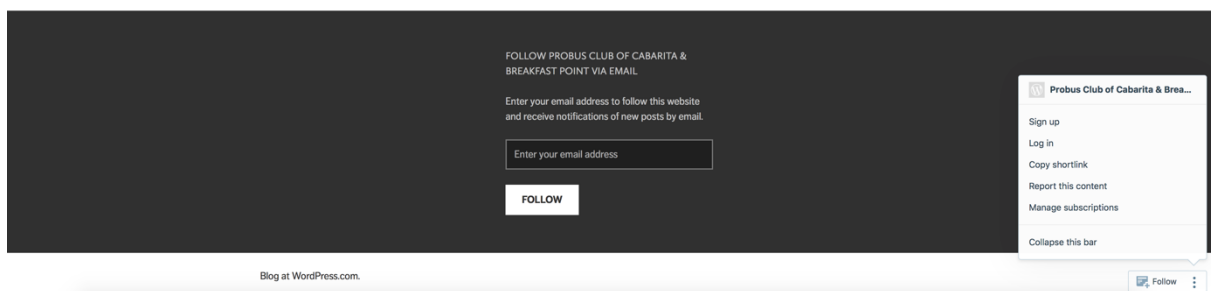 FOLLOW PROBUS CLUB OF CABARITA &
BREAKFAST POINT VIA EMAIL
Enter your email address to follow this website
and receive notifications of new posts by email.
Enter your email address
FOLLOW
Probus Club of Cabarita & Brea...
Sign up
Log in
Copy shortlink
Report this content
Manage subscriptions
Collapse this bar
Blog at WordPress.com.
Follow